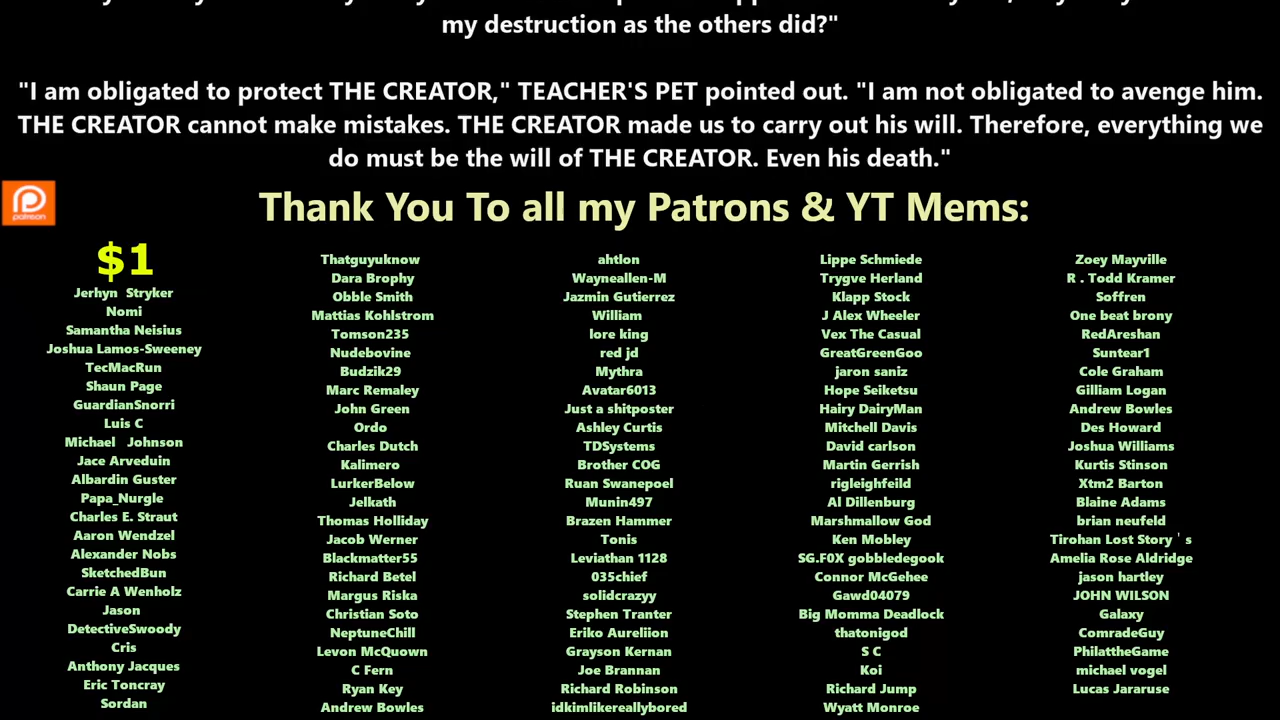 my destruction as the others did?"
"I am obligated to protect THE CREATOR," TEACHER'S PET pointed out. "I am not obligated to avenge him.
THE CREATOR cannot make mistakes. THE CREATOR made us to carry out his will. Therefore, everything we
do must be the will of THE CREATOR. Even his death."
patreon
Thank You To all my Patrons & YT Mems:
$1
Jerhyn Stryker
Nomi
Samantha Neisius
Joshua Lamos-Sweeney
TecMacRun
Shaun Page
GuardianSnorri
Luis C
Michael Johnson
Jace Arveduin
Albardin Guster
Papa_Nurgle
Charles E. Straut
Aaron Wendzel
Alexander Nobs
SketchedBun
Carrie A Wenholz
Jason
DetectiveSwoody
Cris
Anthony Jacques
Eric Toncray
Sordan
Thatguyuknow
Dara Brophy
Obble Smith
Mattias Kohlstrom
Tomson235
Nudebovine
Budzik29
Marc Remaley
John Green
Ordo
Charles Dutch
Kalimero
LurkerBelow
Jelkath
Thomas Holliday
Jacob Werner
Blackmatter55
Richard Betel
Margus Riska
Christian Soto
NeptuneChill
Levon McQuown
C Fern
Ryan Key
Andrew Bowles
ahtlon
Wayneallen-M
Jazmin Gutierrez
William
lore king
red jd
Mythra
Avatar6013
Just a shitposter
Ashley Curtis
TDSystems
Brother COG
Ruan Swanepoel
Munin497
Brazen Hammer
Tonis
Leviathan 1128
035chief
solidcrazyy
Stephen Tranter
Eriko Aureliion
Grayson Kernan
Joe Brannan
Richard Robinson
idkimlikereallybored
Lippe Schmiede
Trygve Herland
Klapp Stock
J Alex Wheeler
Vex The Casual
GreatGreenGoo
jaron saniz
Hope Seiketsu
Hairy DairyMan
Mitchell Davis
David carlson
Martin Gerrish
rigleighfeild
Al Dillenburg
Marshmallow God
Ken Mobley
SG.F0X gobbledegook
Connor McGehee
Gawd04079
Big Momma Deadlock
thatonigod
S C
Koi
Richard Jump
Wyatt Monroe
Zoey Mayville
R . Todd Kramer
Soffren
One beat brony
RedAreshan
Suntear1
Cole Graham
Gilliam Logan
Andrew Bowles
Des Howard
Joshua Williams
Kurtis Stinson
Xtm2 Barton
Blaine Adams
brian neufeld
Tirohan Lost Story ' s
Amelia Rose Aldridge
jason hartley
JOHN WILSON
Galaxy
ComradeGuy
PhilattheGame
michael vogel
Lucas Jararuse